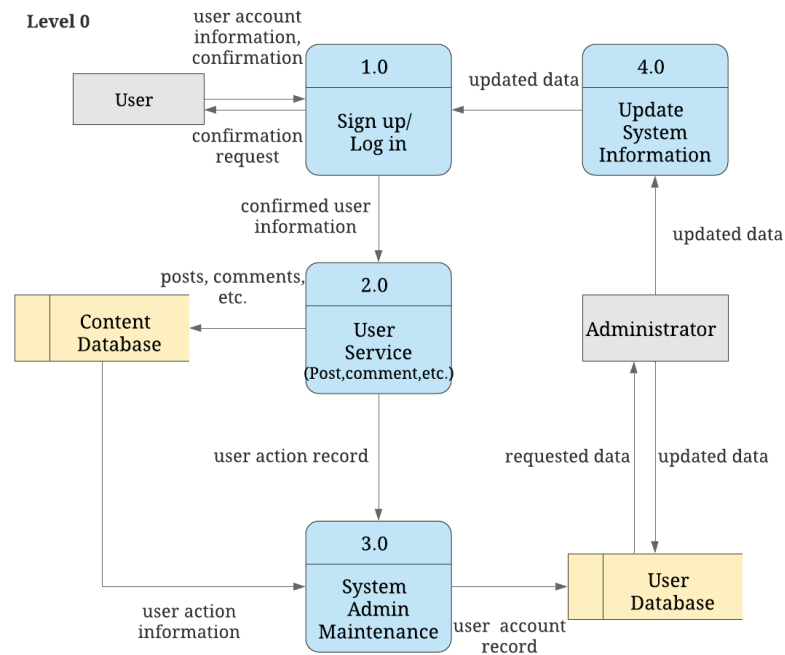 Level 0
user account
information,
confirmation
User
confirmation
request
1.0
Sign up/
Log in
updated data
4.0
Update
System
Information
confirmed user
information
updated data
posts, comments,
etc.
Content
Database
2.0
User
Service
(Post,comment,etc.)
Administrator
user action record
requested data
updated data
3.0
System
Admin
Maintenance
user action
information
user account
record
User
Database